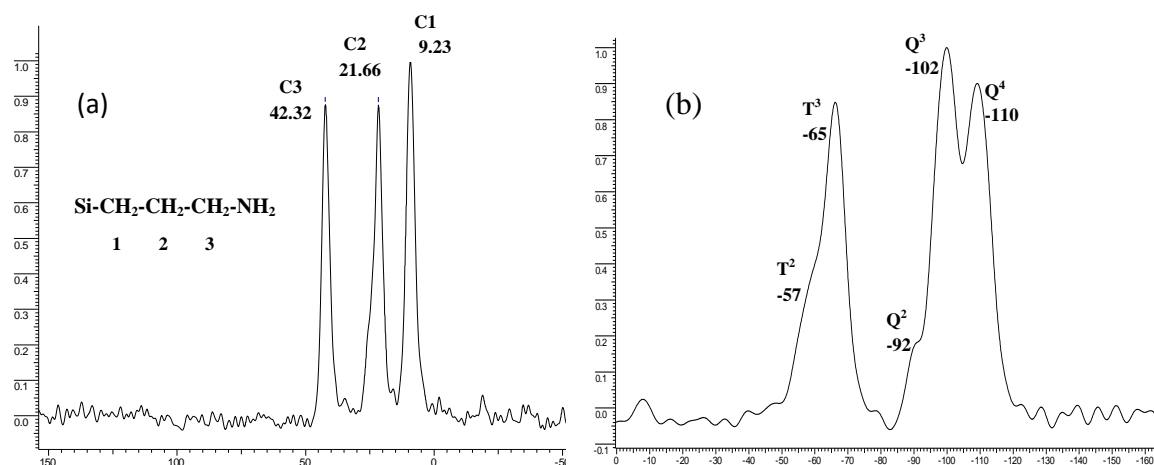 C1
9.23
C2
21.66
C3
42.32
(a)
Si-CH₂-CH₂-CH₂-NH₂
1 2 3
1.0
0.9
0.8
0.7
0.6
0.5
0.4
0.3
0.2
0.1
0.0
150 100 50 0 -50
(b)
Q³
-102
Q⁴
-110
T³
-65
T²
-57
Q²
-92
1.0
0.9
0.8
0.7
0.6
0.5
0.4
0.3
0.2
0.1
0.0
-0.1
0 -10 -20 -30 -40 -50 -60 -70 -80 -90 -100 -110 -120 -130 -140 -150 -160